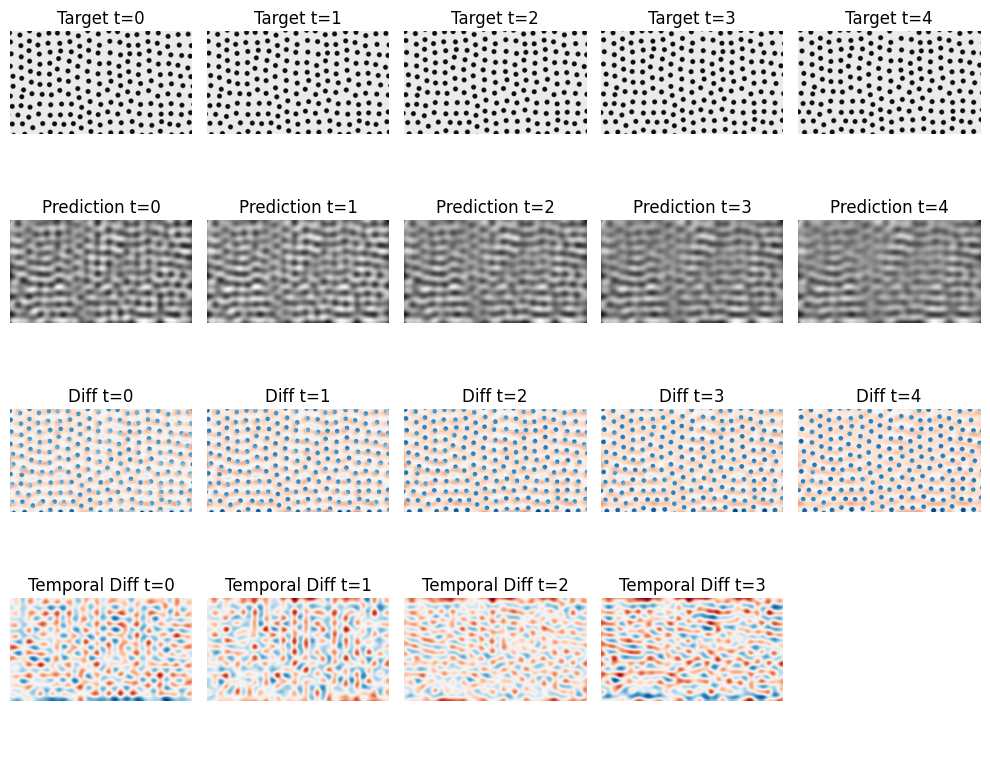 Target t=0 Target t=1 Target t=2 Target t=3 Target t=4
Prediction t=0 Prediction t=1 Prediction t=2 Prediction t=3 Prediction t=4
Diff t=0 Diff t=1 Diff t=2 Diff t=3 Diff t=4
Temporal Diff t=0 Temporal Diff t=1 Temporal Diff t=2 Temporal Diff t=3